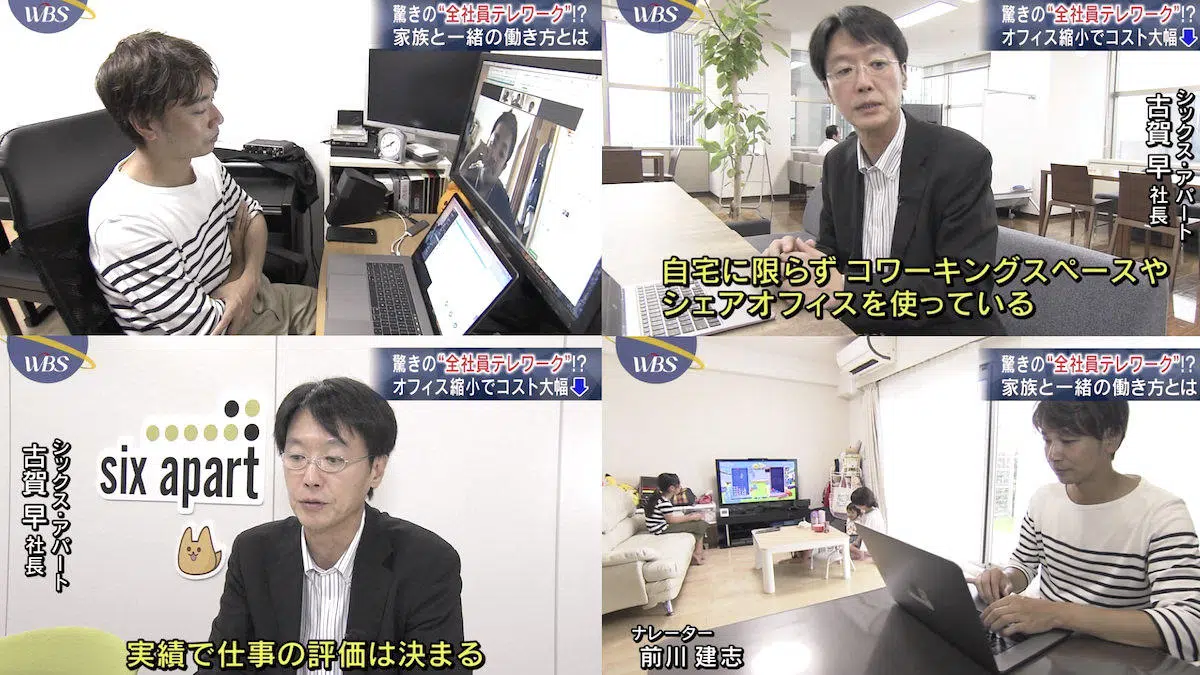 WBS
驚きの“全社員テレワーク”!?
家族と一緒の働き方とは
WBS
驚きの“全社員テレワーク”!?
オフィス縮小でコスト大幅⬇
シックス・アパート
古賀 早 社長
自宅に限らず コワーキングスペースや
シェアオフィスを使っている
WBS
驚きの“全社員テレワーク”!?
オフィス縮小でコスト大幅⬇
シックス・アパート
古賀 早 社長
six apart
実績で仕事の評価は決まる
WBS
驚きの“全社員テレワーク”!?
家族と一緒の働き方とは
ナレーター
前川 建志